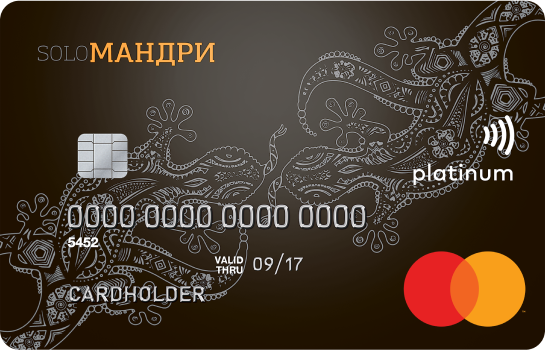 SOLOМАНДРИ
platinum
0000 0000 0000 0000
5452
VALID THRU 09/17
CARDHOLDER